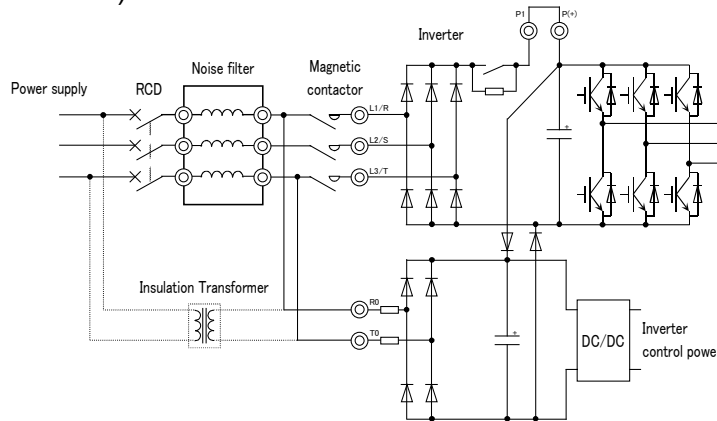 )
P1 P(+)
Inverter
Noise filter
Magnetic
contactor
Power supply
RCD
L1/R
+
L2/S
L3/T
Insulation Transformer
R0
T0
+
DC/DC
Inverter
control powe